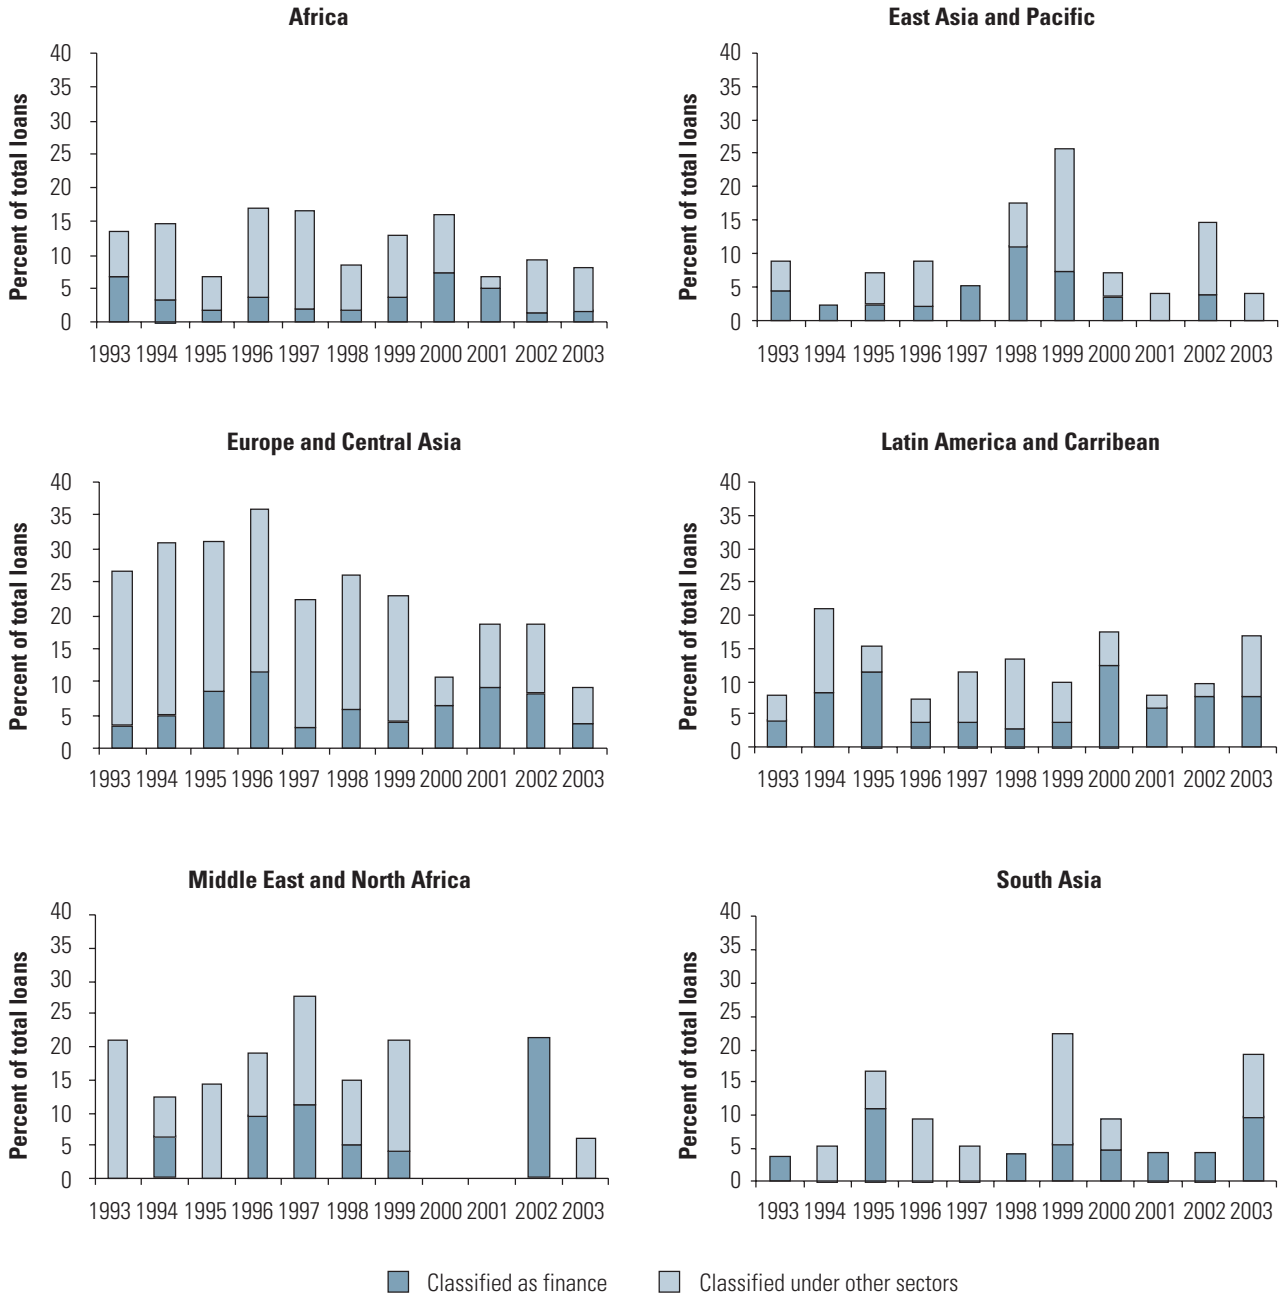 Africa
Percent of total loans
40
35
30
25
20
15
10
5
0
1993 1994 1995 1996 1997 1998 1999 2000 2001 2002 2003
East Asia and Pacific
Percent of total loans
40
35
30
25
20
15
10
5
0
1993 1994 1995 1996 1997 1998 1999 2000 2001 2002 2003
Europe and Central Asia
Percent of total loans
40
35
30
25
20
15
10
5
0
1993 1994 1995 1996 1997 1998 1999 2000 2001 2002 2003
Latin America and Carribean
Percent of total loans
40
35
30
25
20
15
10
5
0
1993 1994 1995 1996 1997 1998 1999 2000 2001 2002 2003
Middle East and North Africa
Percent of total loans
40
35
30
25
20
15
10
5
0
1993 1994 1995 1996 1997 1998 1999 2000 2001 2002 2003
South Asia
Percent of total loans
40
35
30
25
20
15
10
5
0
1993 1994 1995 1996 1997 1998 1999 2000 2001 2002 2003
Classified as finance
Classified under other sectors